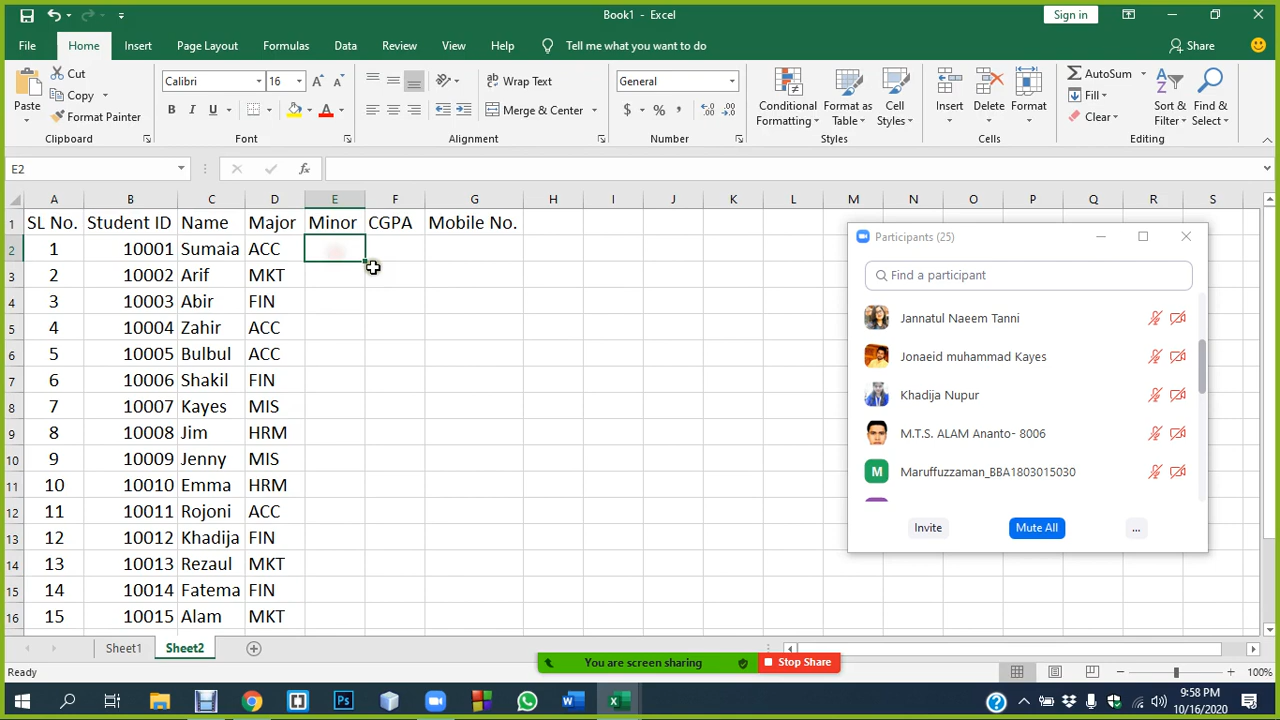 Book1 - Excel
Sign in
File Home Insert Page Layout Formulas Data Review View Help Tell me what you want to do Share
Paste
Cut
Copy
Format Painter
Clipboard
Calibri 16
B I U
Font
Wrap Text
Merge & Center
Alignment
General
$ % ,
Number
Conditional Formatting
Format as Table
Cell Styles
Styles
Insert Delete Format
Cells
AutoSum
Fill
Clear
Sort & Filter
Find & Select
Editing
E2
fx
A B C D E F G H I J K L M N O P Q R S
1 SL No. Student ID Name Major Minor CGPA Mobile No.
2 1 10001 Sumaia ACC
3 2 10002 Arif MKT
4 3 10003 Abir FIN
5 4 10004 Zahir ACC
6 5 10005 Bulbul ACC
7 6 10006 Shakil FIN
8 7 10007 Kayes MIS
9 8 10008 Jim HRM
10 9 10009 Jenny MIS
11 10 10010 Emma HRM
12 11 10011 Rojoni ACC
13 12 10012 Khadija FIN
14 13 10013 Rezaul MKT
15 14 10014 Fatema FIN
16 15 10015 Alam MKT
Participants (25)
Find a participant
Jannatul Naeem Tanni
Jonaeid muhammad Kayes
Khadija Nupur
M.T.S. ALAM Ananto- 8006
M Maruffuzzaman_BBA1803015030
Invite Mute All ...
Sheet1 Sheet2
You are screen sharing Stop Share
Ready
100%
Ps
9:58 PM
10/16/2020